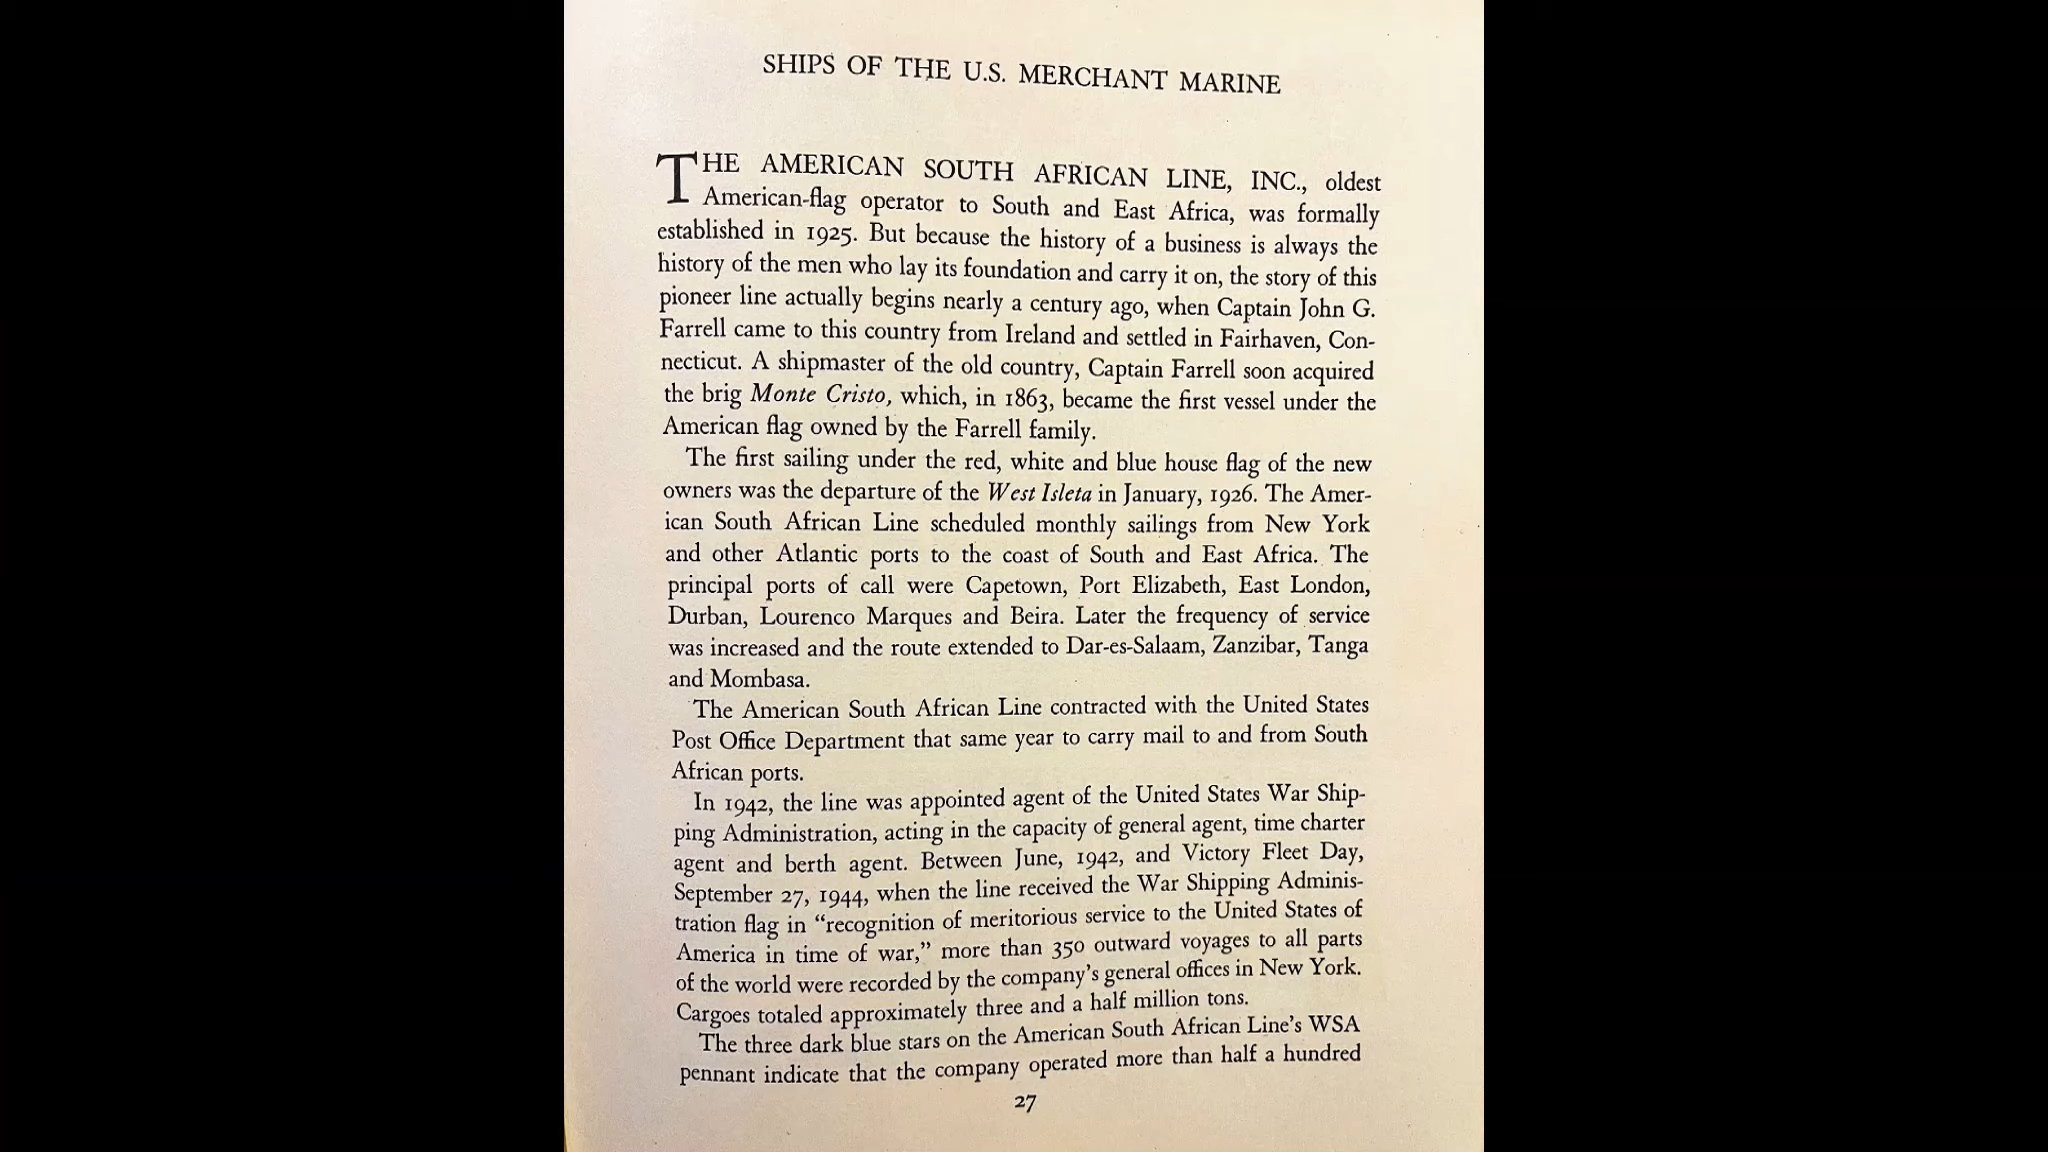 SHIPS OF THE U.S. MERCHANT MARINE
THE AMERICAN SOUTH AFRICAN LINE, INC., oldest
American-flag operator to South and East Africa, was formally
established in 1925. But because the history of a business is always the
history of the men who lay its foundation and carry it on, the story of this
pioneer line actually begins nearly a century ago, when Captain John G.
Farrell came to this country from Ireland and settled in Fairhaven, Con-
necticut. A shipmaster of the old country, Captain Farrell soon acquired
the brig Monte Cristo, which, in 1863, became the first vessel under the
American flag owned by the Farrell family.
The first sailing under the red, white and blue house flag of the new
owners was the departure of the West Isleta in January, 1926. The Amer-
ican South African Line scheduled monthly sailings from New York
and other Atlantic ports to the coast of South and East Africa. The
principal ports of call were Capetown, Port Elizabeth, East London,
Durban, Lourenco Marques and Beira. Later the frequency of service
was increased and the route extended to Dar-es-Salaam, Zanzibar, Tanga
and Mombasa.
The American South African Line contracted with the United States
Post Office Department that same year to carry mail to and from South
African ports.
In 1942, the line was appointed agent of the United States War Ship-
ping Administration, acting in the capacity of general agent, time charter
agent and berth agent. Between June, 1942, and Victory Fleet Day,
September 27, 1944, when the line received the War Shipping Adminis-
tration flag in “recognition of meritorious service to the United States of
America in time of war,” more than 350 outward voyages to all parts
of the world were recorded by the company’s general offices in New York.
Cargoes totaled approximately three and a half million tons.
The three dark blue stars on the American South African Line’s WSA
pennant indicate that the company operated more than half a hundred
27